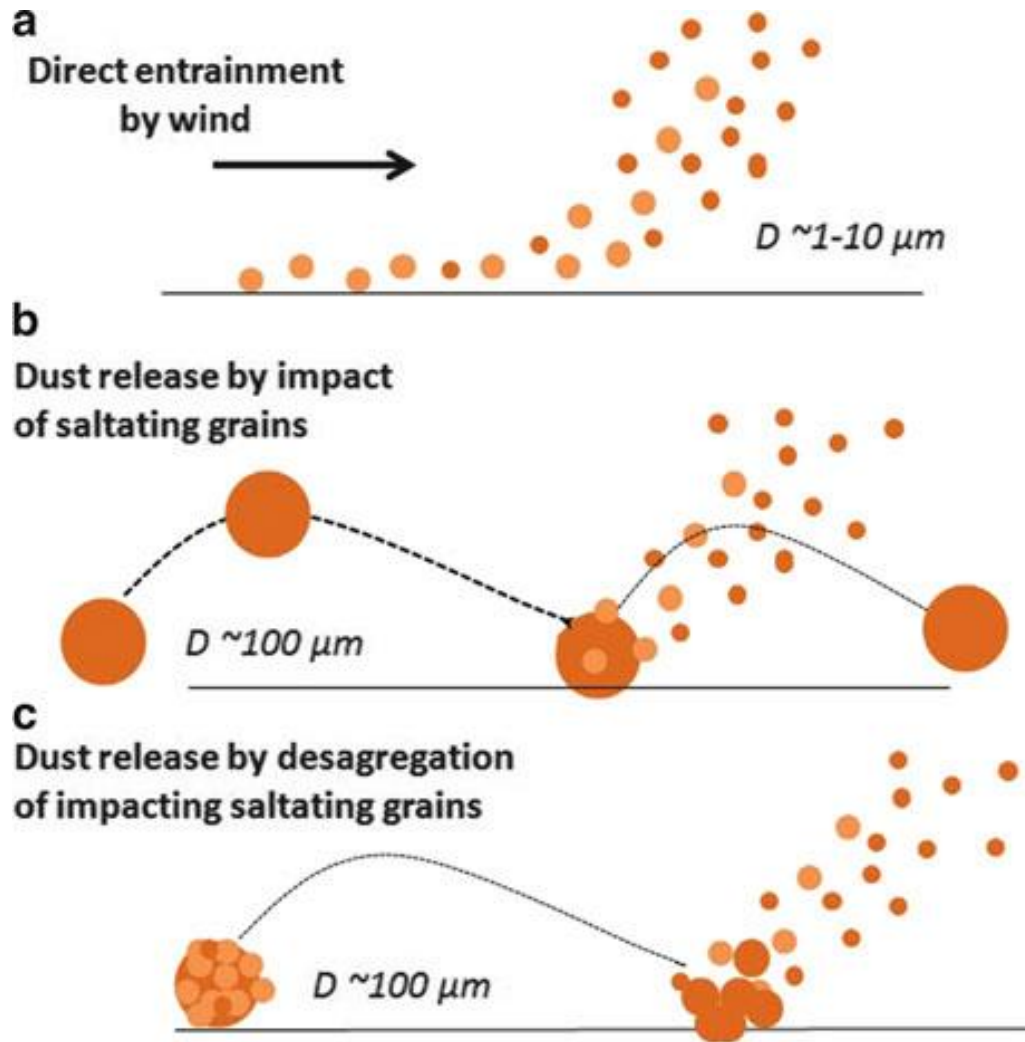 a
Direct entrainment
by wind
D ~1-10 µm
b
Dust release by impact
of saltating grains
D ~100 µm
c
Dust release by desagregation
of impacting saltating grains
D ~100 µm